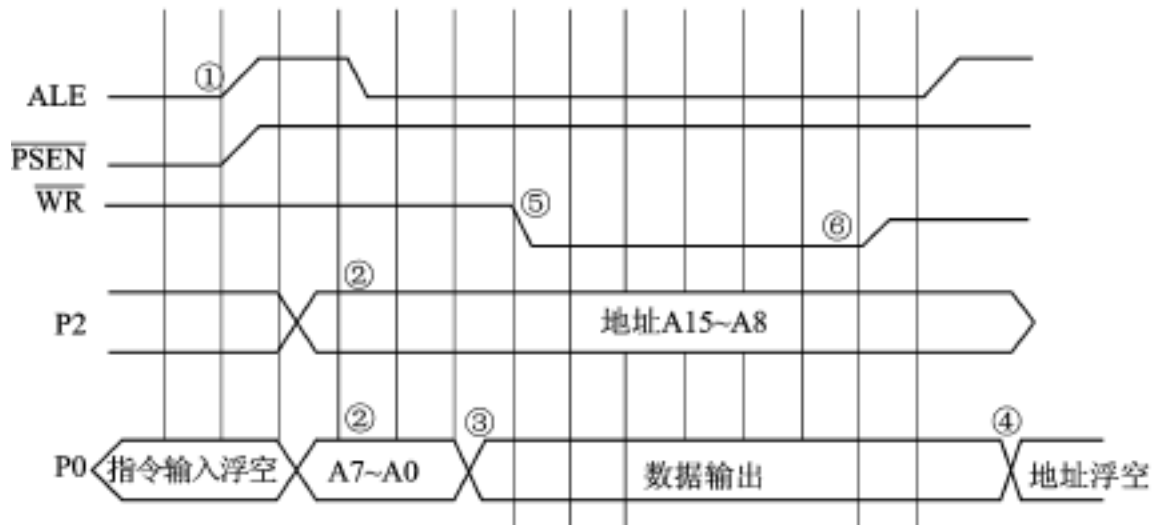 ①
ALE
PSEN
WR
⑤
⑥
②
P2
地址A15~A8
②
③
④
P0
指令输入浮空
A7~A0
数据输出
地址浮空